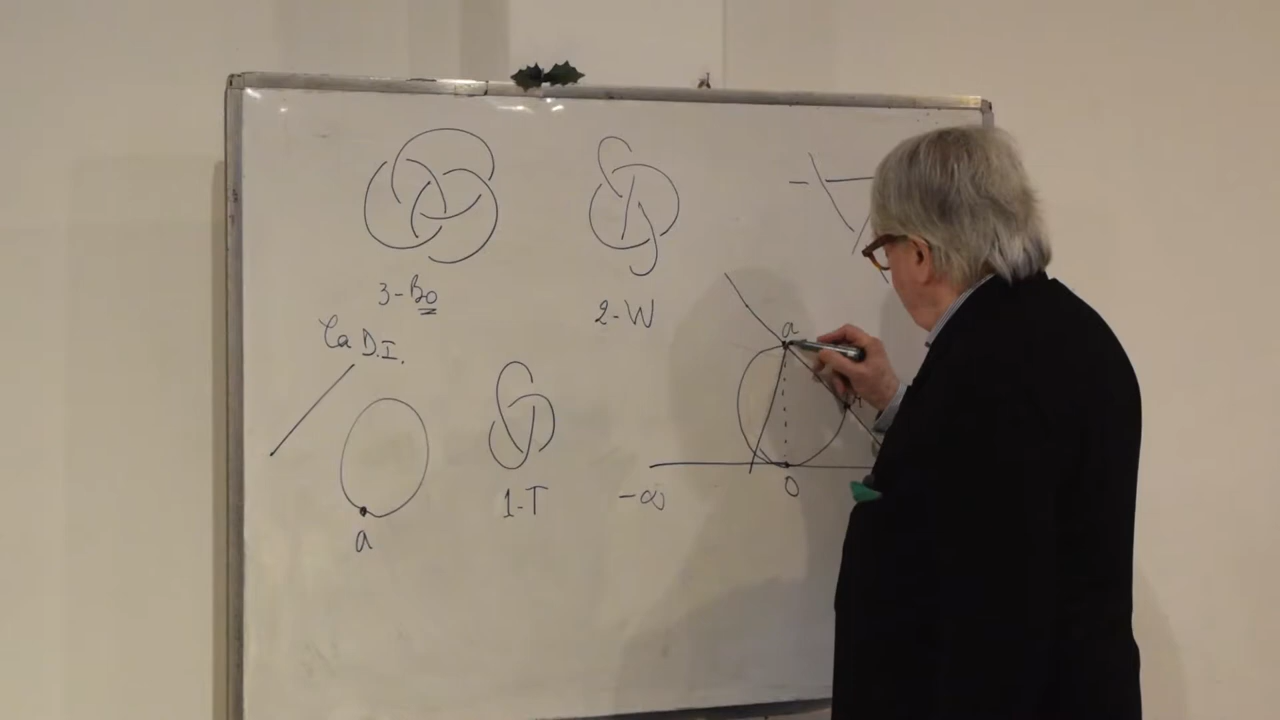 3-Bo
2-W
La D.I.
a
1-T
a
-∞
0